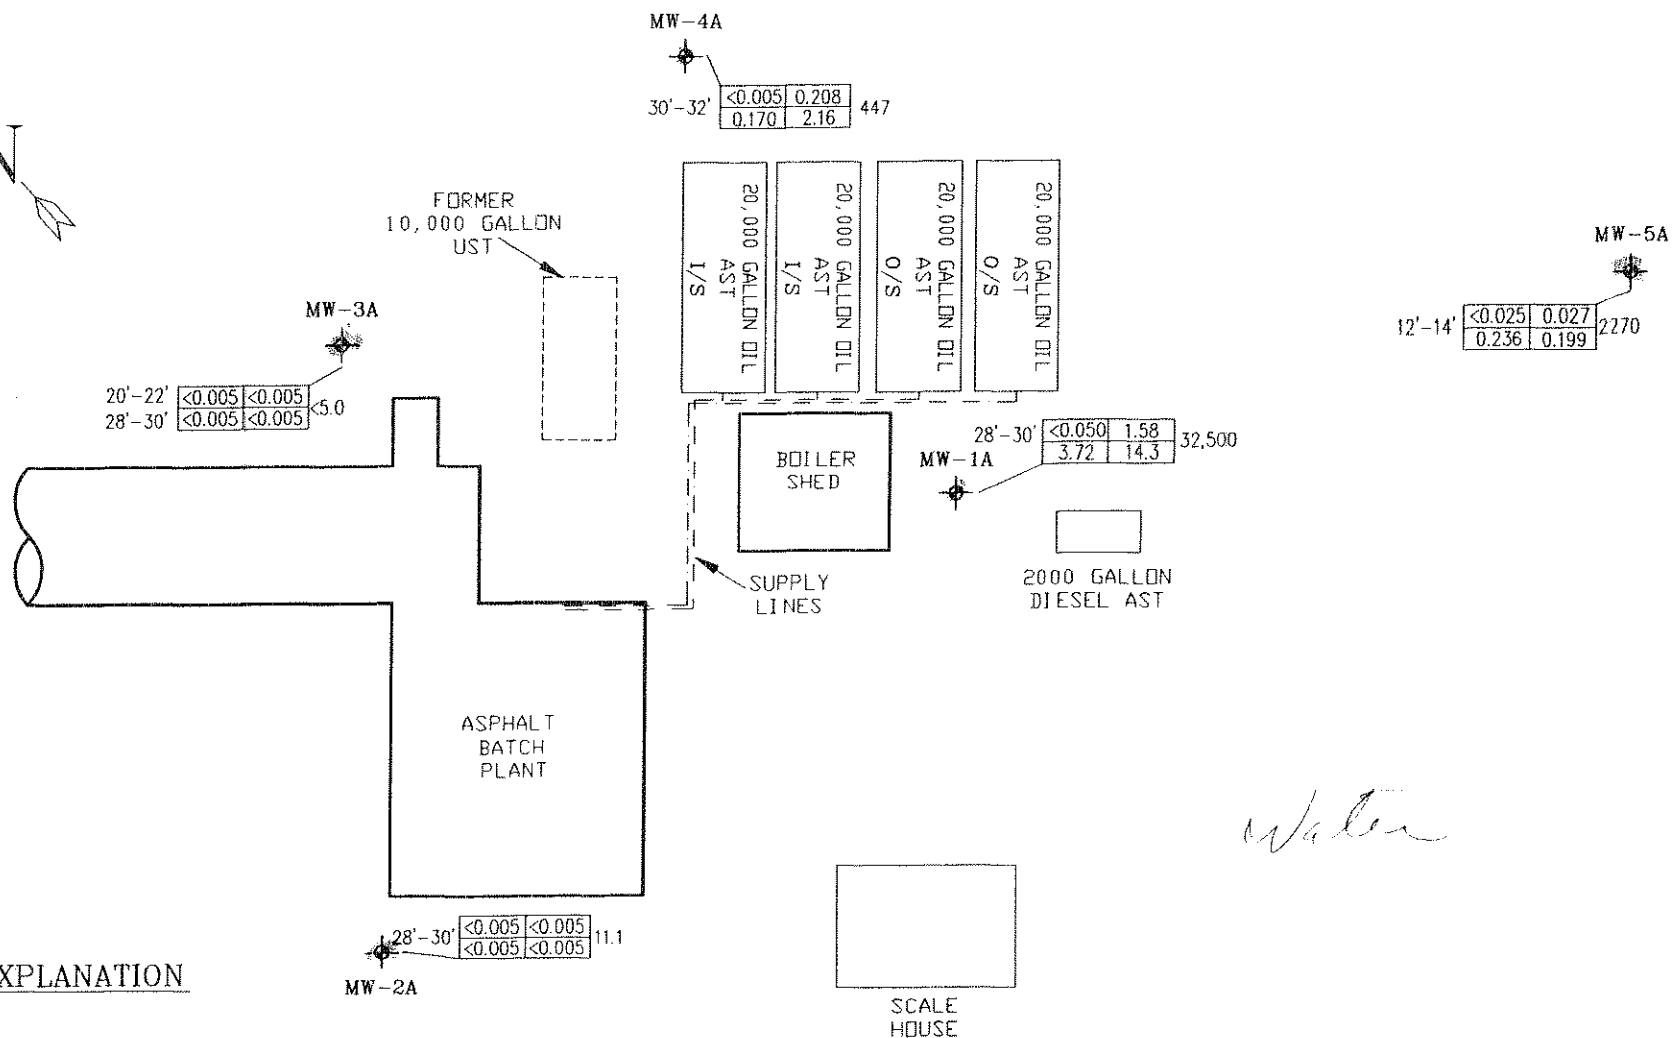 MW-4A
30'-32' <0.005 0.208 447
0.170 2.16
N
FORMER
10,000 GALLON
UST
20,000 GALLON OIL
AST
I/S
20,000 GALLON OIL
AST
I/S
20,000 GALLON OIL
AST
O/S
20,000 GALLON OIL
AST
O/S
MW-5A
12'-14' <0.025 0.027 2270
0.236 0.199
MW-3A
20'-22' <0.005 <0.005 <5.0
28'-30' <0.005 <0.005
28'-30' <0.050 1.58 32,500
3.72 14.3
MW-1A
BOILER
SHED
2000 GALLON
DIESEL AST
SUPPLY
LINES
ASPHALT
BATCH
PLANT
Water
28'-30' <0.005 <0.005 11.1
<0.005 <0.005
MW-2A
XPLANATION
SCALE
HOUSE